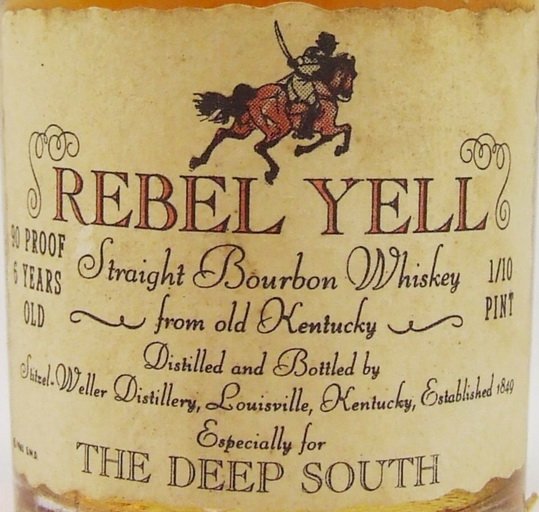 REBEL YELL
90 PROOF
6 YEARS
OLD
Straight Bourbon Whiskey
from old Kentucky
1/10
PINT
Distilled and Bottled by
Stitzel-Weller Distillery, Louisville, Kentucky, Established 1849
Especially for
THE DEEP SOUTH